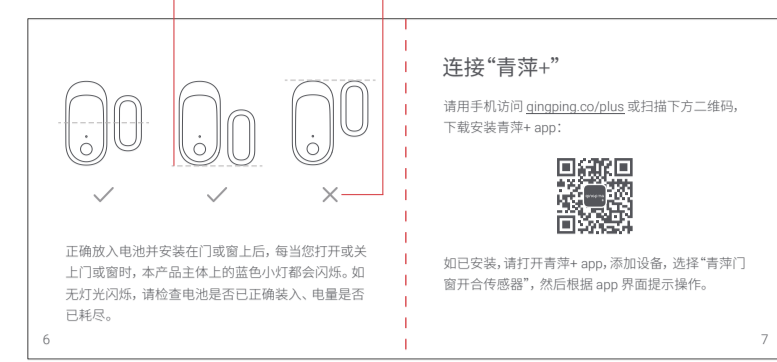 正确放入电池并安装在门或窗上后，每当您打开或关
上门或窗时，本产品主体上的蓝色小灯都会闪烁。如
无灯光闪烁，请检查电池是否已正确装入、电量是否
已耗尽。
6
连接“青萍+”
请用手机访问 qingping.co/plus 或扫描下方二维码，
下载安装青萍+ app：
如已安装，请打开青萍+ app，添加设备，选择“青萍门
窗开合传感器”，然后根据 app 界面提示操作。
7